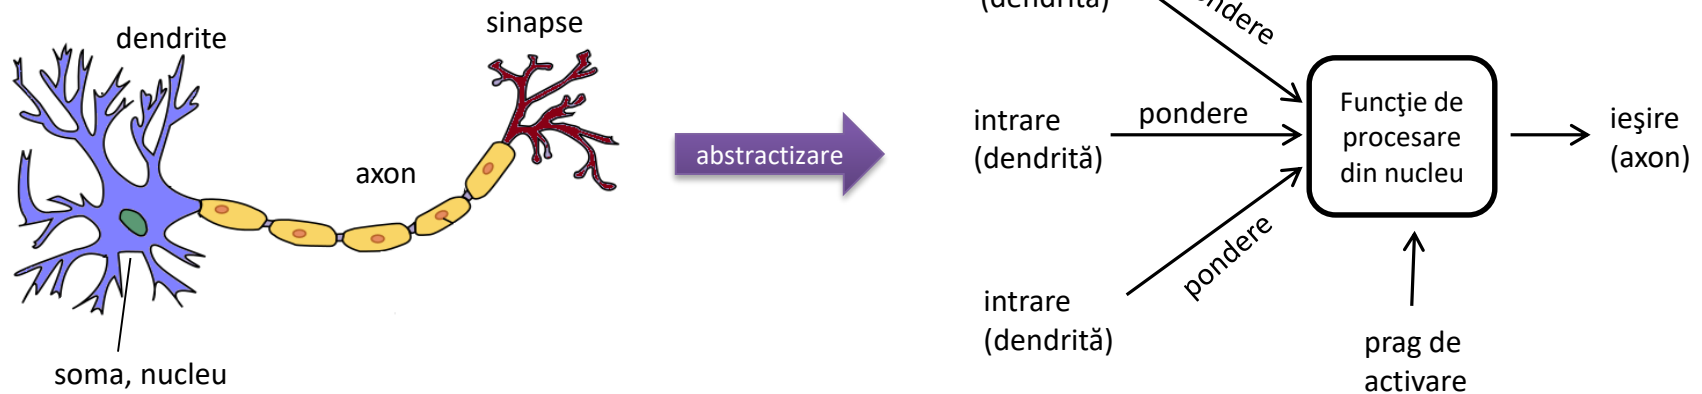 sinapse
dendrite
axon
soma, nucleu
abstractizare
(dendrită)
intrare
(dendrită)
pondere
intrare
(dendrită)
pondere
Funcţie de
procesare
din nucleu
prag de
activare
ieşire
(axon)